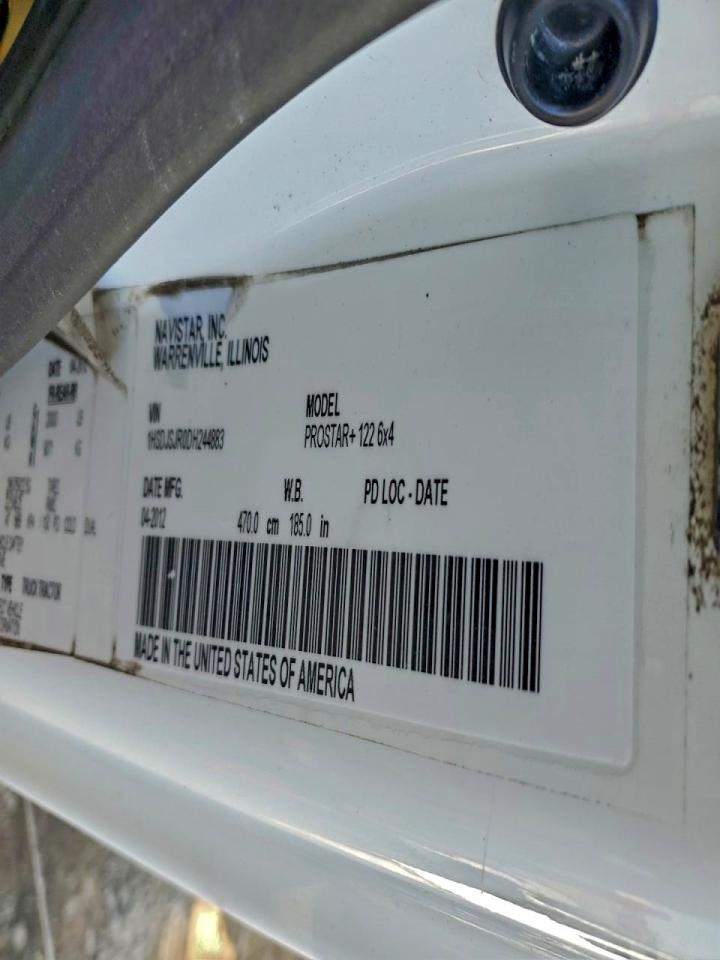 NAVISTAR, INC.
WARRENVILLE, ILLINOIS
VIN
MODEL
1HSDJSJR0DH244883
PROSTAR+ 122 6x4
DATE MFG.
W.B.
PD LOC - DATE
04-2012
470.0 cm 185.0 in
MADE IN THE UNITED STATES OF AMERICA
DATE
TYPE TRUCK TRACTOR